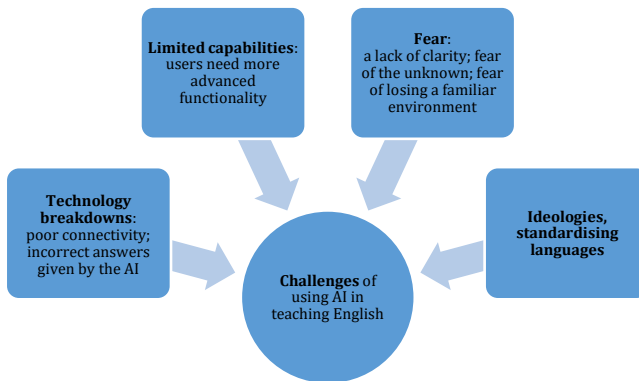 Limited capabilities:
users need more
advanced
functionality
Fear:
a lack of clarity; fear
of the unknown; fear
of losing a familiar
environment
Technology
breakdowns:
poor connectivity;
incorrect answers
given by the AI
Ideologies,
standardising
languages
Challenges of
using AI in
teaching English